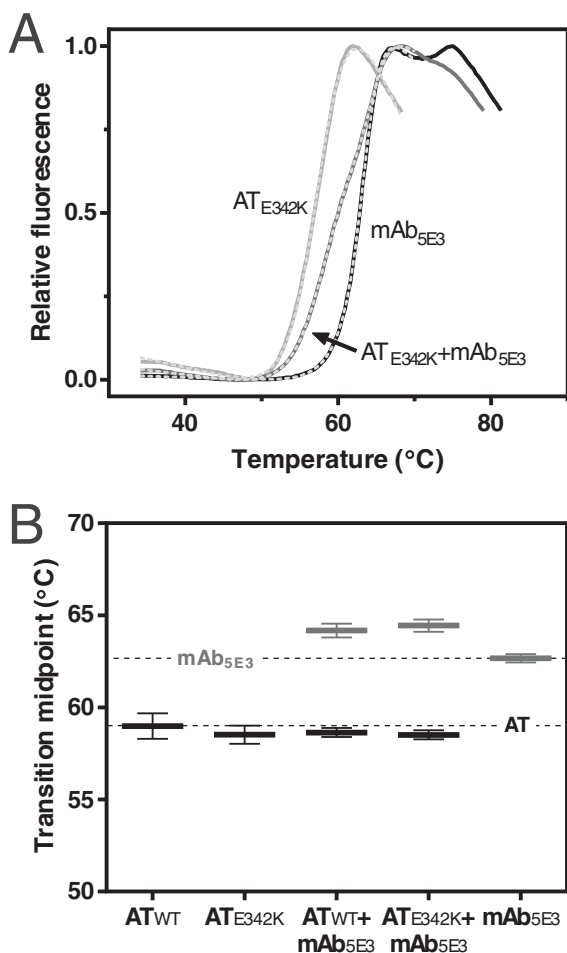 A
Relative fluorescence
1.0
0.5
0.0
ATE342K
mAb5E3
ATE342K+mAb5E3
40 60 80
Temperature (°C)
B
Transition midpoint (°C)
70
65
60
55
50
mAb5E3
AT
ATWT ATE342K ATWT+ ATE342K+ mAb5E3
mAb5E3 mAb5E3